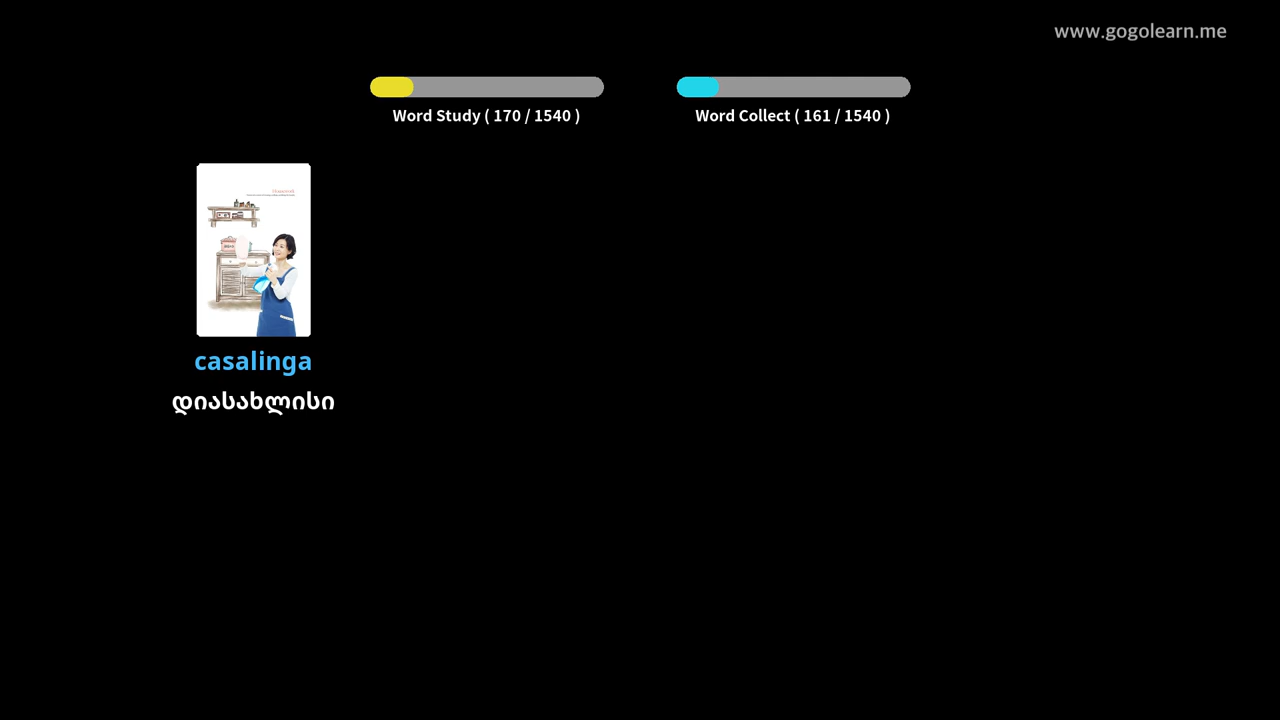 www.gogolearn.me
Word Study ( 170 / 1540 )
Word Collect ( 161 / 1540 )
casalinga
დიასახლისი